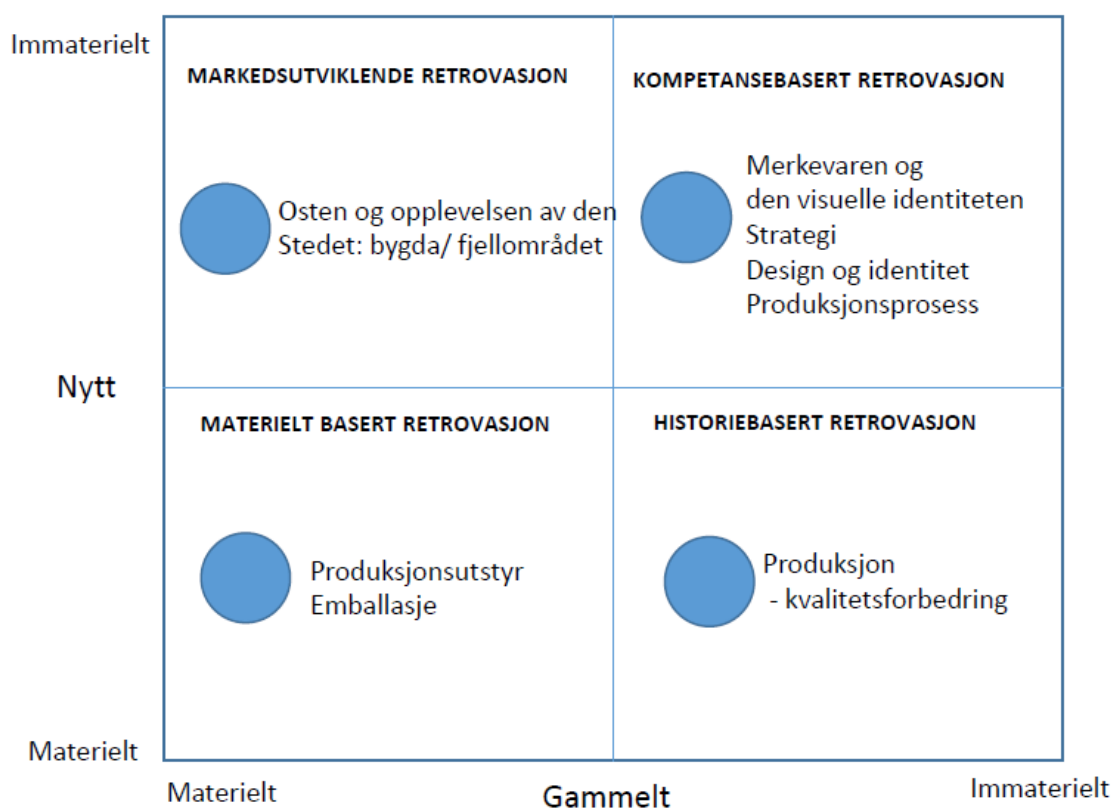 Immaterielt
MARKEDSUTVIKLENDE RETROVASJON
KOMPETANSEBASERT RETROVASJON
Osten og opplevelsen av den
Stedet: bygda/ fjellområdet
Merkevaren og
den visuelle identiteten
Strategi
Design og identitet
Produksjonsprosess
Nytt
MATERIELT BASERT RETROVASJON
HISTORIEBASERT RETROVASJON
Produksjonsutstyr
Emballasje
Produksjon
- kvalitetsforbedring
Materielt
Materielt
Gammelt
Immaterielt